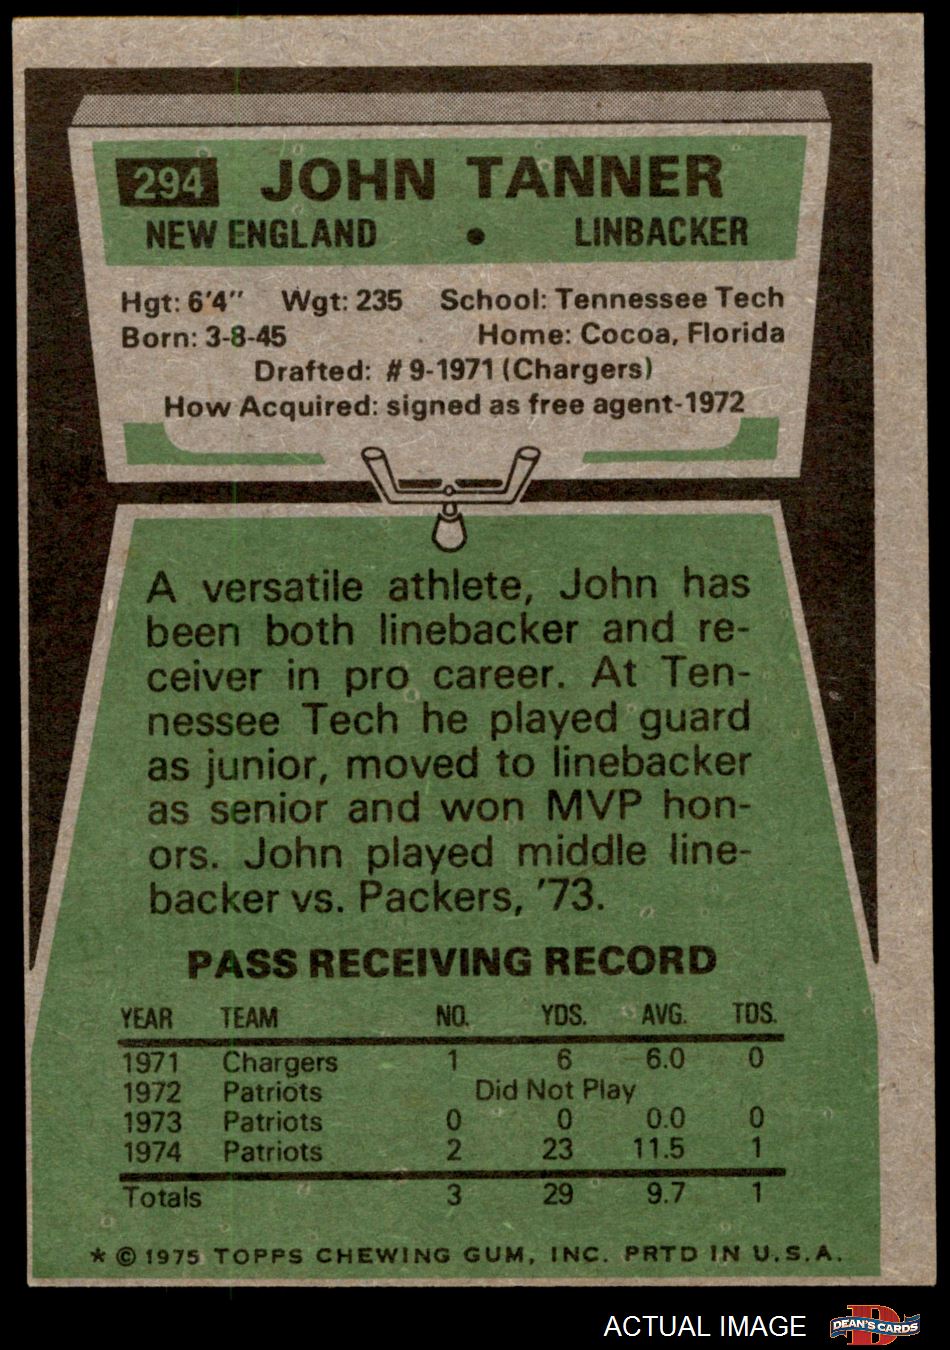 294 JOHN TANNER
NEW ENGLAND • LINBACKER
Hgt: 6'4" Wgt: 235 School: Tennessee Tech
Born: 3-8-45 Home: Cocoa, Florida
Drafted: #9-1971 (Chargers)
How Acquired: signed as free agent-1972
A versatile athlete, John has
been both linebacker and re-
ceiver in pro career. At Ten-
nessee Tech he played guard
as junior, moved to linebacker
as senior and won MVP hon-
ors. John played middle line-
backer vs. Packers, '73.
PASS RECEIVING RECORD
YEAR TEAM NO. YDS. AVG. TDS.
1971 Chargers 1 6 6.0 0
1972 Patriots Did Not Play
1973 Patriots 0 0 0.0 0
1974 Patriots 2 23 11.5 1
Totals 3 29 9.7 1
* © 1975 TOPPS CHEWING GUM, INC. PRTD IN U.S.A.
ACTUAL IMAGE D DEAN'S CARDS